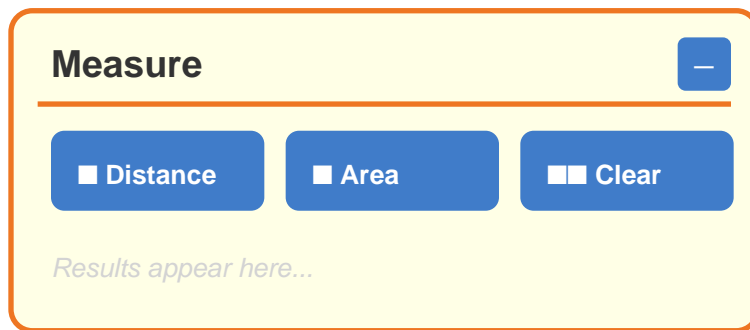 Measure
Distance
Area
Clear
Results appear here...